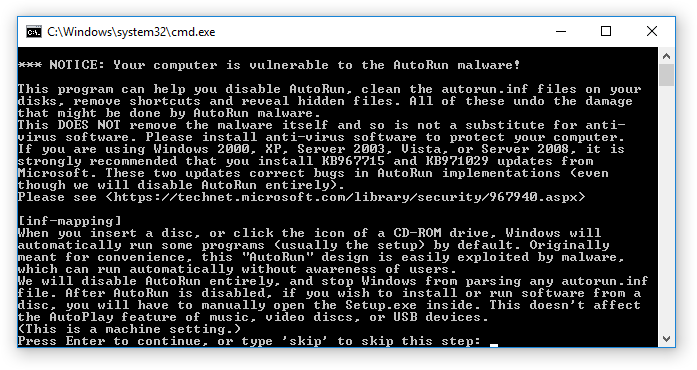 C:\Windows\system32\cmd.exe
*** NOTICE: Your computer is vulnerable to the AutoRun malware!
This program can help you disable AutoRun, clean the autorun.inf files on your
disks, remove shortcuts and reveal hidden files. All of these undo the damage
that might be done by AutoRun malware.
This DOES NOT remove the malware itself and so is not a substitute for anti-
virus software. Please install anti-virus software to protect your computer.
If you are using Windows 2000, XP, Server 2003, Vista, or Server 2008, it is
strongly recommended that you install KB967715 and KB971029 updates from
Microsoft. These two updates correct bugs in AutoRun implementations (even
though we will disable AutoRun entirely).
Please see <https://technet.microsoft.com/library/security/967940.aspx>
[inf-mapping]
When you insert a disc, or click the icon of a CD-ROM drive, Windows will
automatically run some programs (usually the setup) by default. Originally
meant for convenience, this "AutoRun" design is easily exploited by malware,
which can run automatically without awareness of users.
We will disable AutoRun entirely, and stop Windows from parsing any autorun.inf
file. After AutoRun is disabled, if you wish to install or run software from a
disc, you will have to manually open the Setup.exe inside. This doesn't affect
the AutoPlay feature of music, video discs, or USB devices.
(This is a machine setting.)
Press Enter to continue, or type 'skip' to skip this step: _